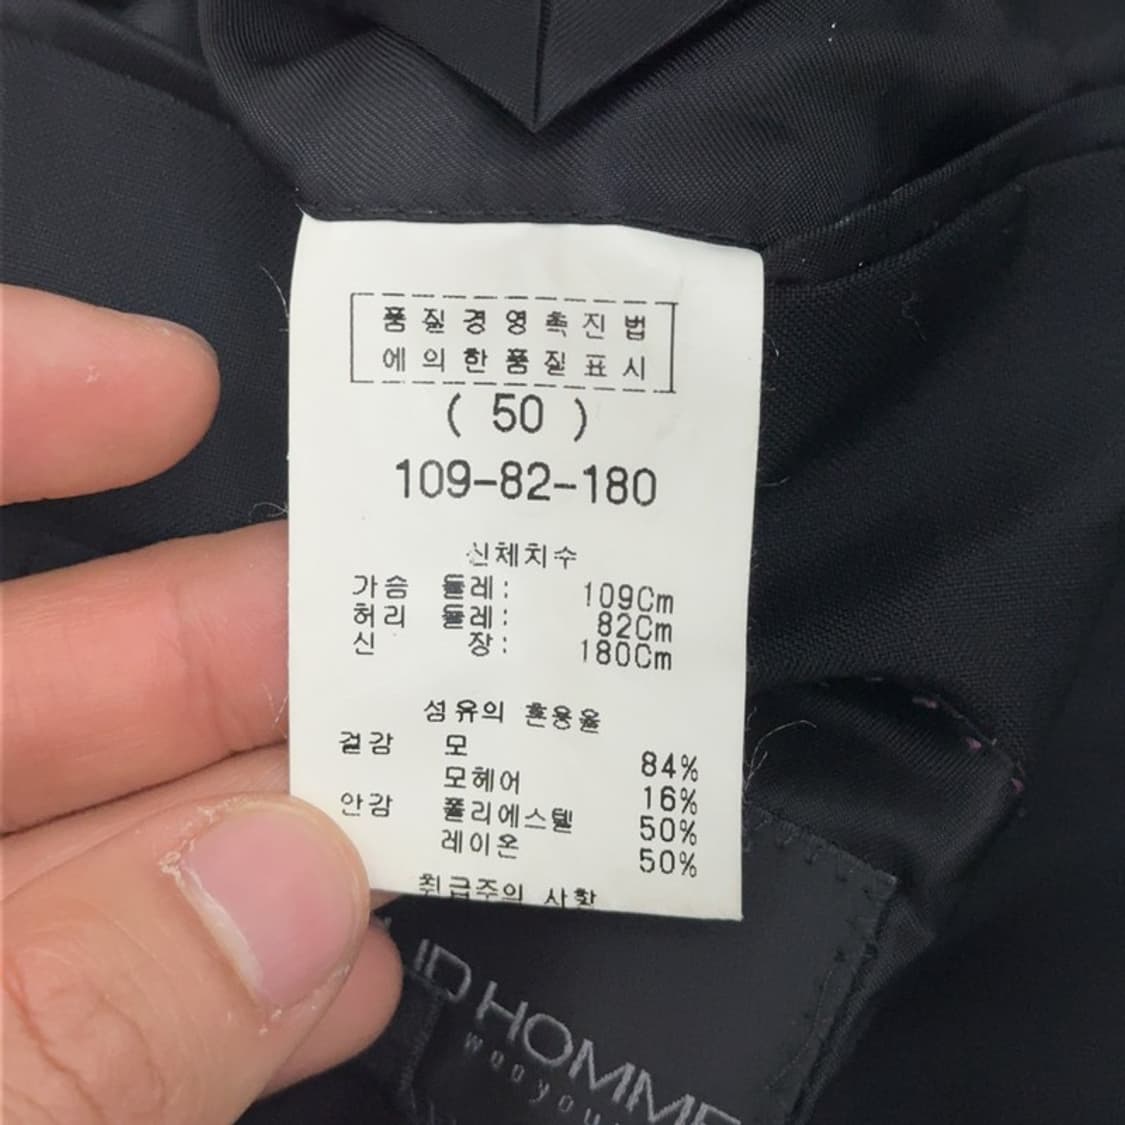 품질경영촉진법
에의한품질표시
( 50 )
109-82-180
신체치수
가슴 둘레: 109Cm
허리 둘레: 82Cm
신 장: 180Cm
섬유의 혼용율
겉감 모 84%
모헤어 16%
안감 폴리에스텔 50%
레이온 50%
취급주의 사항
ID HOMME
wooyou